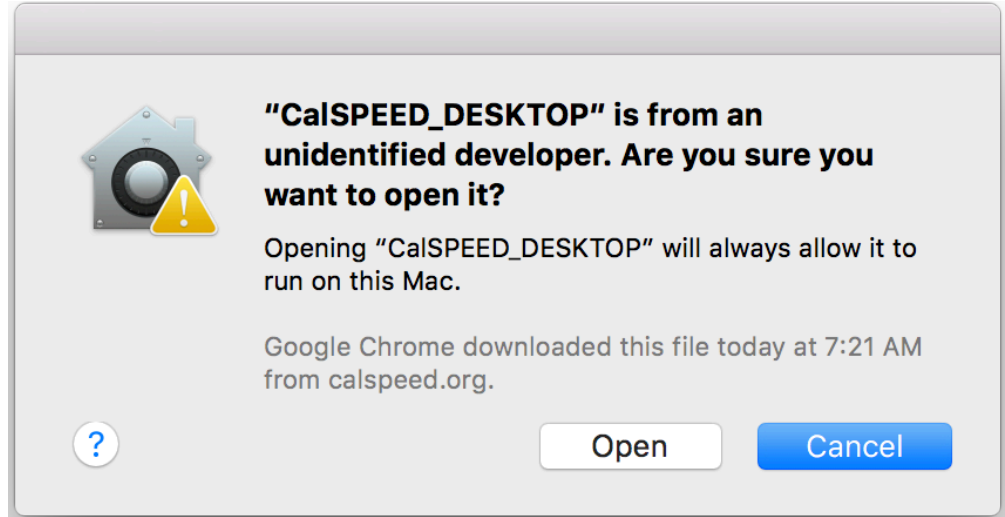 “CalSPEED_DESKTOP” is from an
unidentified developer. Are you sure you
want to open it?
Opening “CalSPEED_DESKTOP” will always allow it to
run on this Mac.
Google Chrome downloaded this file today at 7:21 AM
from calspeed.org.
?
Open
Cancel